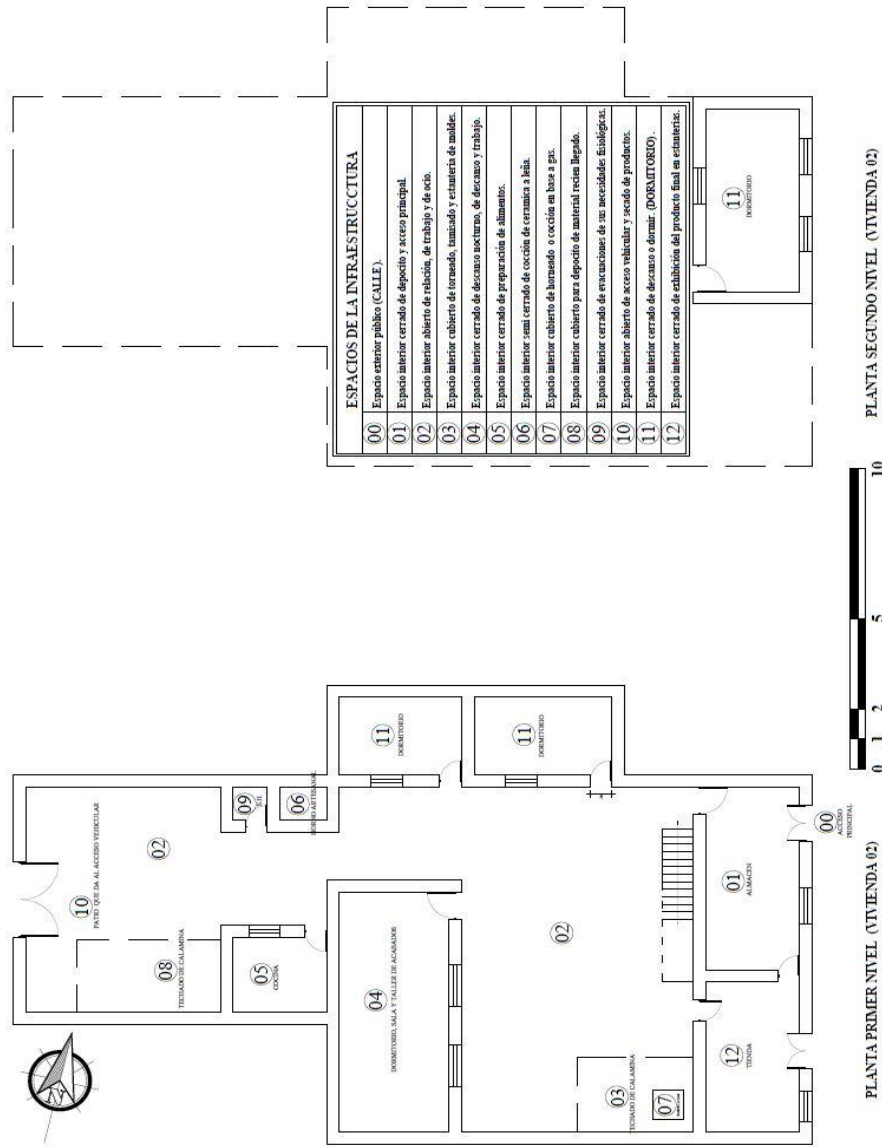 ESPACIOS DE LA INFRAESTRUCCTURA
00 Espacio exterior público (CALLE ).
01 Espacio interior cerrado de deposito y acceso principal.
02 Espacio interior abierto de relación, de trabajo y de ocio.
03 Espacio interior cubierto de torneado, tamisado y estanteria de moldes.
04 Espacio interior cerrado de descanso nocturno, de descanso y trabajo.
05 Espacio interior cerrado de preparación de alimentos.
06 Espacio interior semi cerrado de cocción de ceramica a leña.
07 Espacio interior cubierto de horneado o cocción en base a gas.
08 Espacio interior cubierto para depocito de material recien llegado.
09 Espacio interior cerrado de evacuaciones de sus necesidades fisiológicas.
10 Espacio interior abierto de acceso vehicular y secado de productos.
11 Espacio interior cerrado de descanso o dormir. (DORMITORIO) .
12 Espacio interior cerrado de exhibición del producto final en estanterias.
11
DORMITORIO
PLANTA SEGUNDO NIVEL (VIVIENDA 02)
N
10
PATIO QUE DA AL ACCESO VEHICULAR
02
08
TECHADO DE CALAMINA
09
S.H.
05
COCINA
06
HORNO ARTESANAL
04
DORMITORIO, SALA Y TALLER DE ACABADOS
11
DORMITORIO
11
DORMITORIO
02
03
TECHADO DE CALAMINA
07
12
TIENDA
01
ALMACEN
00
ACCESO
PRINCIPAL
0 1 2 5 10
PLANTA PRIMER NIVEL (VIVIENDA 02)